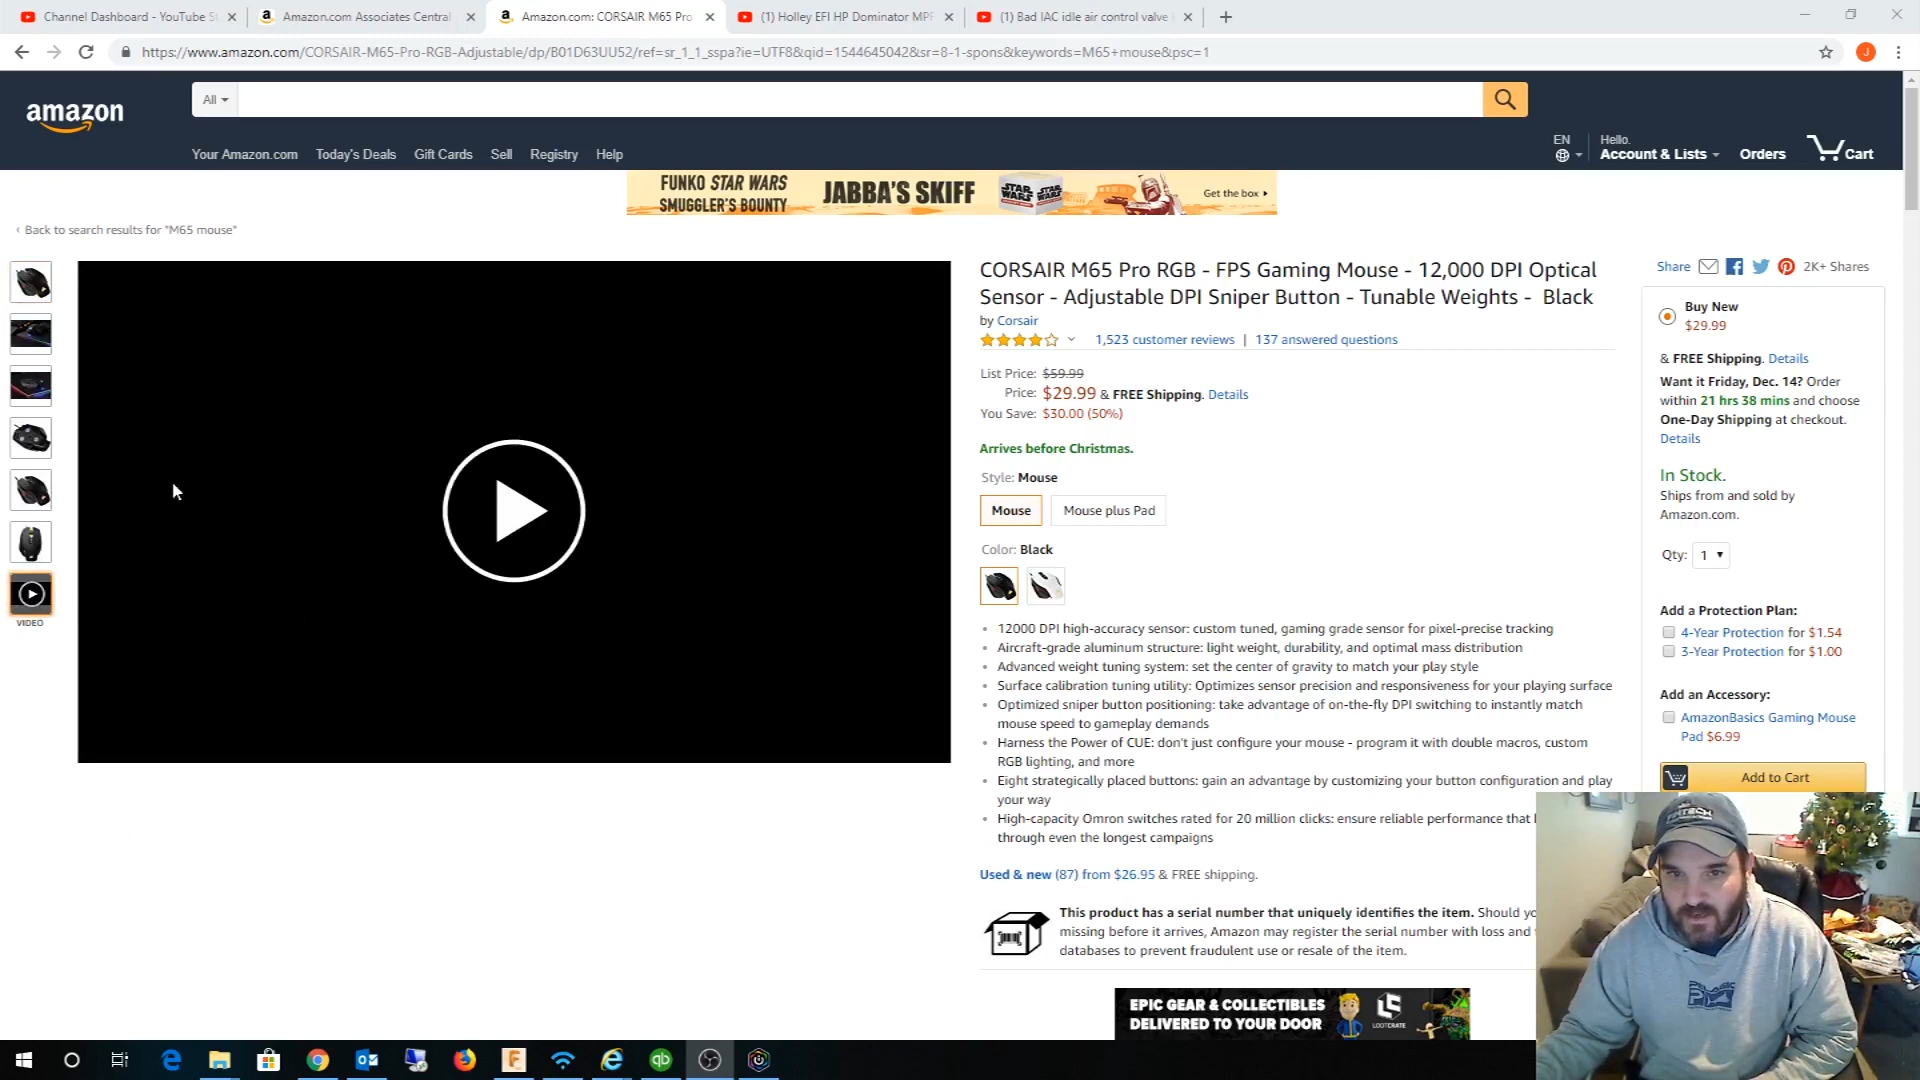 Channel Dashboard - YouTube St
Amazon.com Associates Central
Amazon.com: CORSAIR M65 Pro
(1) Holley EFI HP Dominator MPF
(1) Bad IAC idle air control valve
https://www.amazon.com/CORSAIR-M65-Pro-RGB-Adjustable/dp/B01D63UU52/ref=sr_1_1_sspa?ie=UTF8&qid=1544645042&sr=8-1-spons&keywords=M65+mouse&psc=1
J
amazon
All
Your Amazon.com Today's Deals Gift Cards Sell Registry Help
EN
Hello.
Account & Lists Orders Cart
FUNKO STAR WARS
SMUGGLER'S BOUNTY
JABBA'S SKIFF
STAR WARS STAR WARS
Get the box
‹ Back to search results for "M65 mouse"
VIDEO
CORSAIR M65 Pro RGB - FPS Gaming Mouse - 12,000 DPI Optical
Sensor - Adjustable DPI Sniper Button - Tunable Weights - Black
by Corsair
1,523 customer reviews | 137 answered questions
List Price: $59.99
Price: $29.99 & FREE Shipping. Details
You Save: $30.00 (50%)
Arrives before Christmas.
Style: Mouse
Mouse
Mouse plus Pad
Color: Black
• 12000 DPI high-accuracy sensor: custom tuned, gaming grade sensor for pixel-precise tracking
• Aircraft-grade aluminum structure: light weight, durability, and optimal mass distribution
• Advanced weight tuning system: set the center of gravity to match your play style
• Surface calibration tuning utility: Optimizes sensor precision and responsiveness for your playing surface
• Optimized sniper button positioning: take advantage of on-the-fly DPI switching to instantly match
mouse speed to gameplay demands
• Harness the Power of CUE: don't just configure your mouse - program it with double macros, custom
RGB lighting, and more
• Eight strategically placed buttons: gain an advantage by customizing your button configuration and play
your way
• High-capacity Omron switches rated for 20 million clicks: ensure reliable performance that
through even the longest campaigns
Used & new (87) from $26.95 & FREE shipping.
This product has a serial number that uniquely identifies the item. Should yo
missing before it arrives, Amazon may register the serial number with loss and
databases to prevent fraudulent use or resale of the item.
EPIC GEAR & COLLECTIBLES
DELIVERED TO YOUR DOOR
LOOTCRATE
Share 2K+ Shares
Buy New
$29.99
& FREE Shipping. Details
Want it Friday, Dec. 14? Order
within 21 hrs 38 mins and choose
One-Day Shipping at checkout.
Details
In Stock.
Ships from and sold by
Amazon.com.
Qty: 1
Add a Protection Plan:
4-Year Protection for $1.54
3-Year Protection for $1.00
Add an Accessory:
AmazonBasics Gaming Mouse
Pad $6.99
Add to Cart